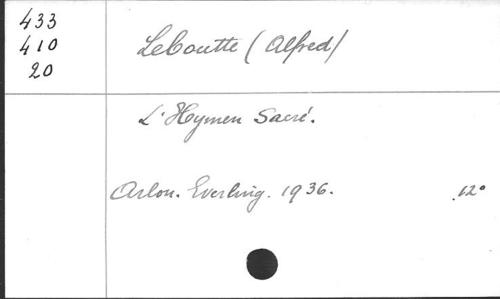 433
410
20
Leboutte (Alfred)
L'Hymen Sacré.
Arlon. Everling. 1936. 12°